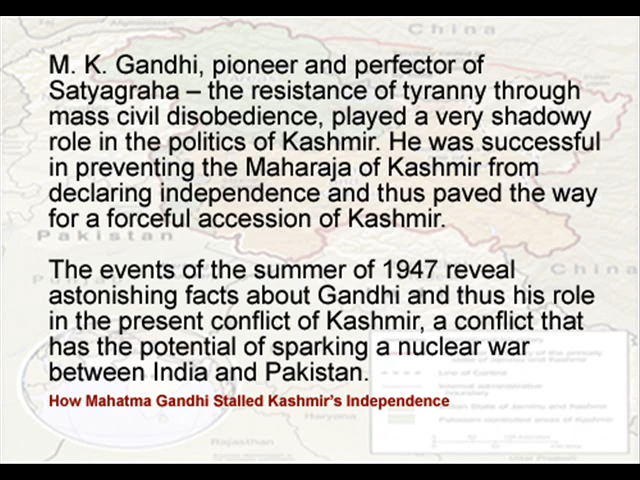 China
M. K. Gandhi, pioneer and perfector of
Satyagraha – the resistance of tyranny through
mass civil disobedience, played a very shadowy
role in the politics of Kashmir. He was successful
in preventing the Maharaja of Kashmir from
declaring independence and thus paved the way
for a forceful accession of Kashmir.
Pakistan
China
The events of the summer of 1947 reveal
astonishing facts about Gandhi and thus his role
in the present conflict of Kashmir, a conflict that
has the potential of sparking a nuclear war
between India and Pakistan.
How Mahatma Gandhi Stalled Kashmir's Independence
Haryana
Rajasthan